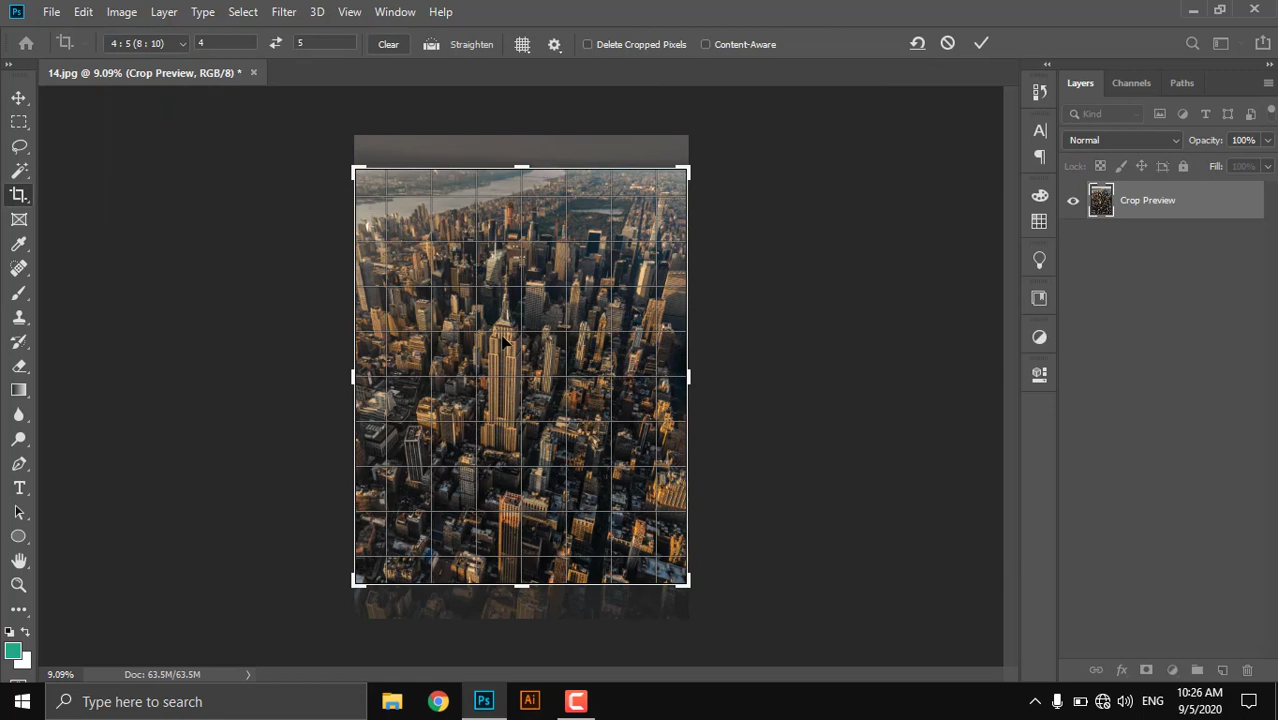 Ps File Edit Image Layer Type Select Filter 3D View Window Help
4 : 5 (8 : 10) 4 5 Clear Straighten Delete Cropped Pixels Content-Aware
14.jpg @ 9.09% (Crop Preview, RGB/8) *
Layers Channels Paths
Kind
Normal Opacity: 100%
Lock: Fill: 100%
Crop Preview
9.09% Doc: 63.5M/63.5M
Type here to search Ps Ai ENG 10:26 AM
9/5/2020